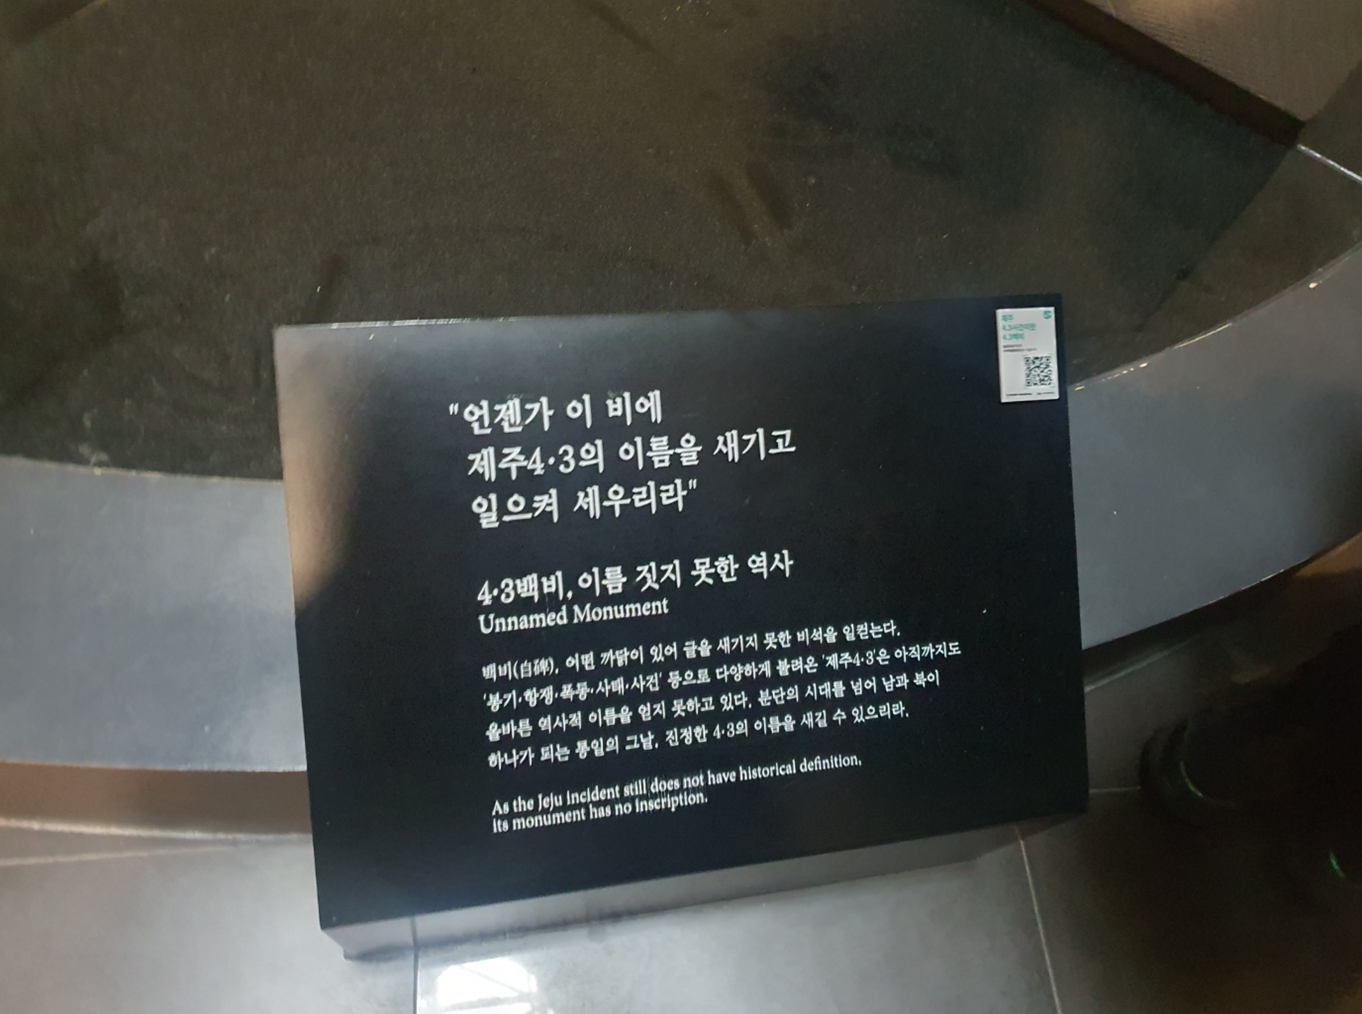 "언젠가 이 비에
제주4·3의 이름을 새기고
일으켜 세우리라"
4·3백비, 이름 짓지 못한 역사
Unnamed Monument
백비(白碑), 어떤 까닭이 있어 글을 새기지 못한 비석을 일컫는다.
'봉기·항쟁·폭동·사태·사건' 등으로 다양하게 불려온 '제주4·3'은 아직까지도
올바른 역사적 이름을 얻지 못하고 있다. 분단의 시대를 넘어 남과 북이
하나가 되는 통일의 그날, 진정한 4·3의 이름을 새길 수 있으리라.
As the Jeju incident still does not have historical definition,
its monument has no inscription.
제주
4.3백비